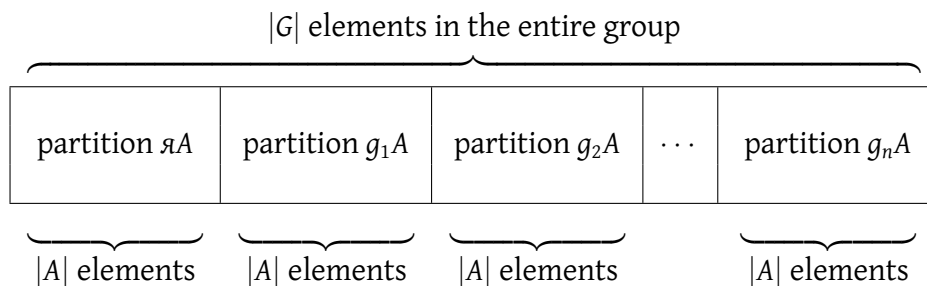 |G| elements in the entire group
partition яA partition g₁A partition g₂A ··· partition gₙA
|A| elements |A| elements |A| elements |A| elements